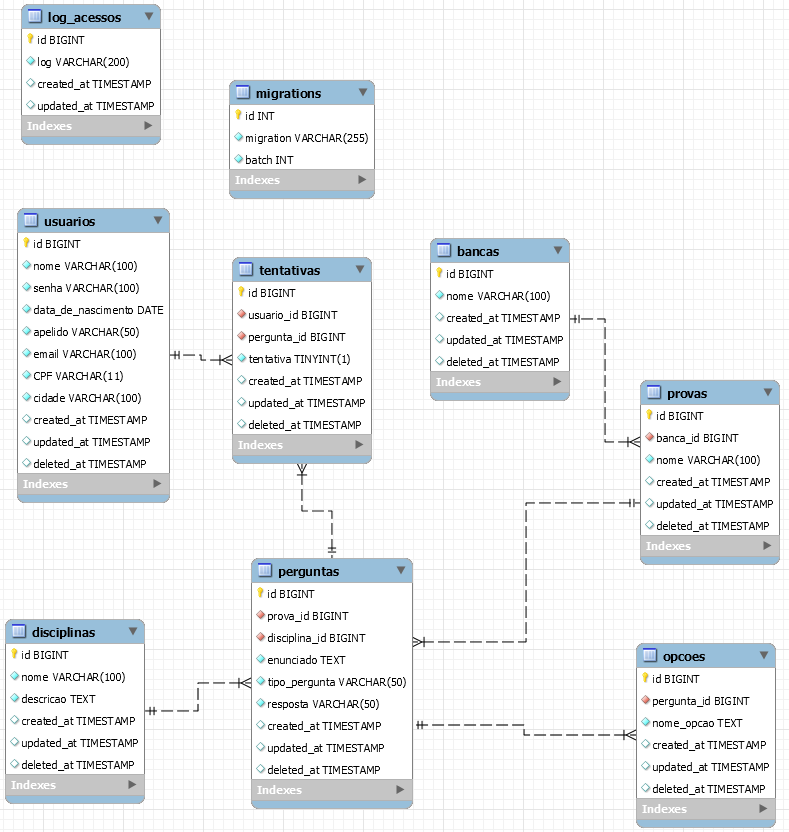 log_acessos
id BIGINT
log VARCHAR(200)
created_at TIMESTAMP
updated_at TIMESTAMP
Indexes
migrations
id INT
migration VARCHAR(255)
batch INT
Indexes
usuarios
id BIGINT
nome VARCHAR(100)
senha VARCHAR(100)
data_de_nascimento DATE
apelido VARCHAR(50)
email VARCHAR(100)
CPF VARCHAR(11)
cidade VARCHAR(100)
created_at TIMESTAMP
updated_at TIMESTAMP
deleted_at TIMESTAMP
Indexes
tentativas
id BIGINT
usuario_id BIGINT
pergunta_id BIGINT
tentativa TINYINT(1)
created_at TIMESTAMP
updated_at TIMESTAMP
deleted_at TIMESTAMP
Indexes
bancas
id BIGINT
nome VARCHAR(100)
created_at TIMESTAMP
updated_at TIMESTAMP
deleted_at TIMESTAMP
Indexes
provas
id BIGINT
banca_id BIGINT
nome VARCHAR(100)
created_at TIMESTAMP
updated_at TIMESTAMP
deleted_at TIMESTAMP
Indexes
disciplinas
id BIGINT
nome VARCHAR(100)
descricao TEXT
created_at TIMESTAMP
updated_at TIMESTAMP
deleted_at TIMESTAMP
Indexes
perguntas
id BIGINT
prova_id BIGINT
disciplina_id BIGINT
enunciado TEXT
tipo_pergunta VARCHAR(50)
resposta VARCHAR(50)
created_at TIMESTAMP
updated_at TIMESTAMP
deleted_at TIMESTAMP
Indexes
opcoes
id BIGINT
pergunta_id BIGINT
nome_opcao TEXT
created_at TIMESTAMP
updated_at TIMESTAMP
deleted_at TIMESTAMP
Indexes